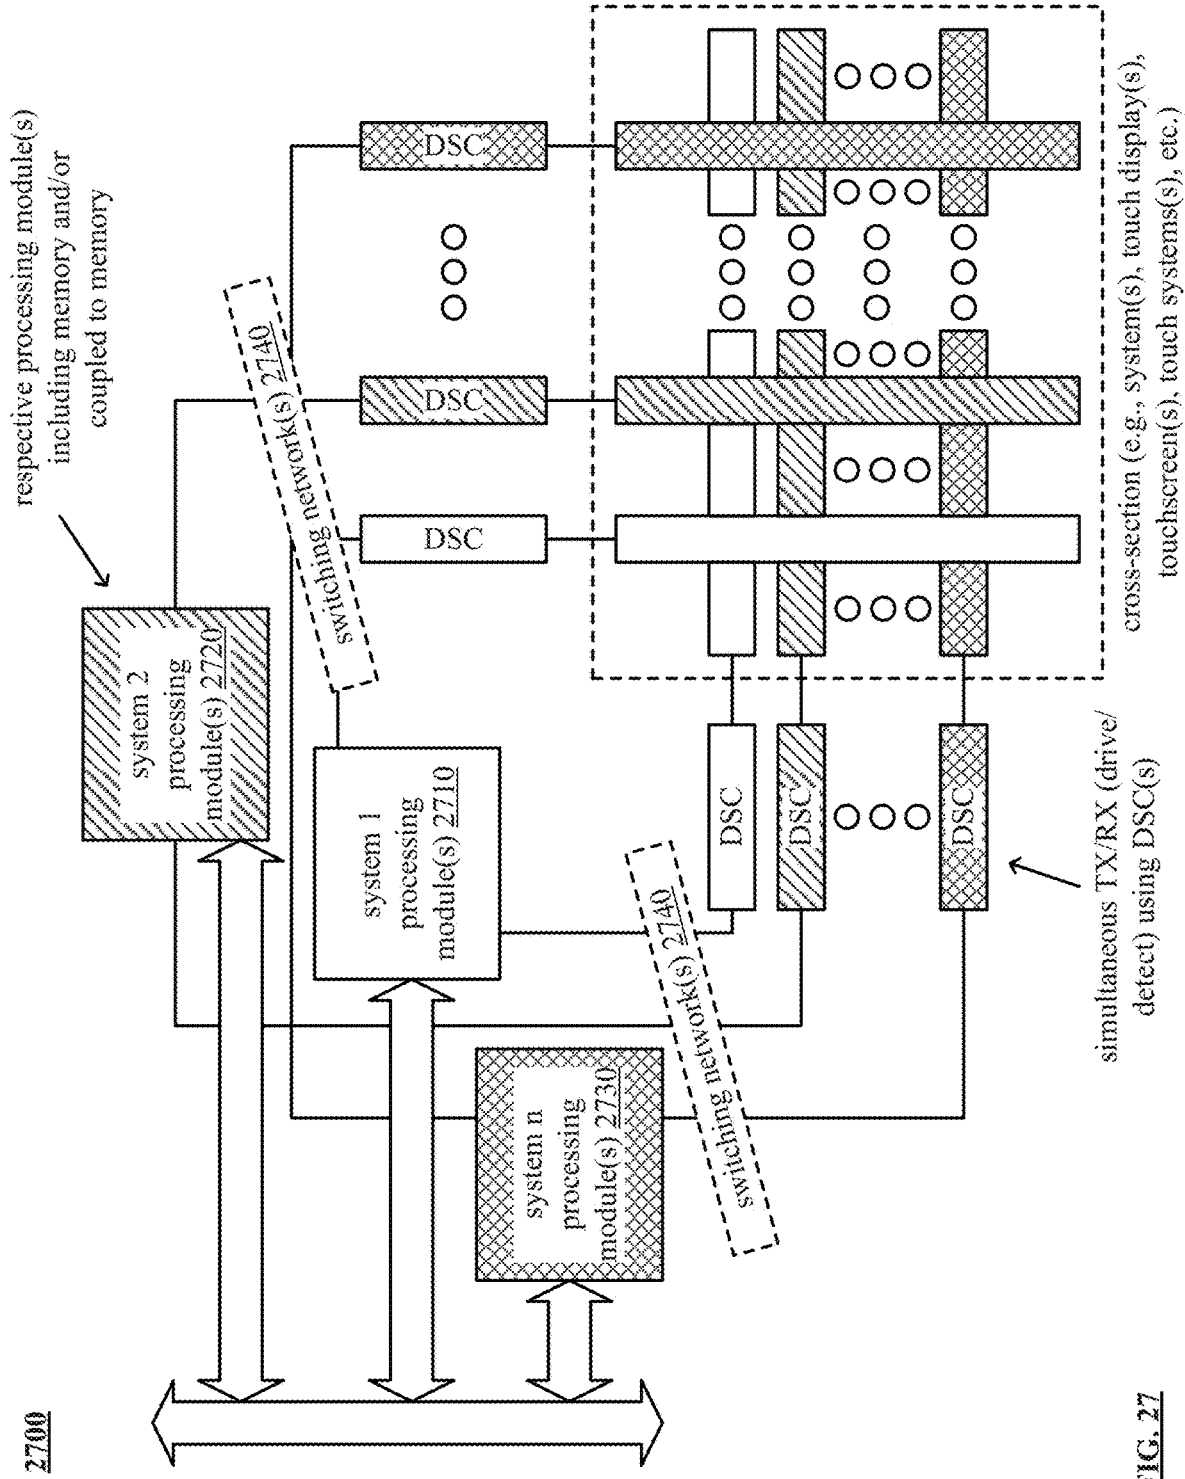 2700
respective processing module(s)
including memory and/or
coupled to memory
system 2
processing
module(s) 2720
system 1
processing
module(s) 2710
system n
processing
module(s) 2730
switching network(s) 2740
switching network(s) 2740
DSC
DSC
DSC
DSC
DSC
DSC
simultaneous TX/RX (drive/
detect) using DSC(s)
cross-section (e.g., system(s), touch display(s),
touchscreen(s), touch systems(s), etc.)
FIG. 27